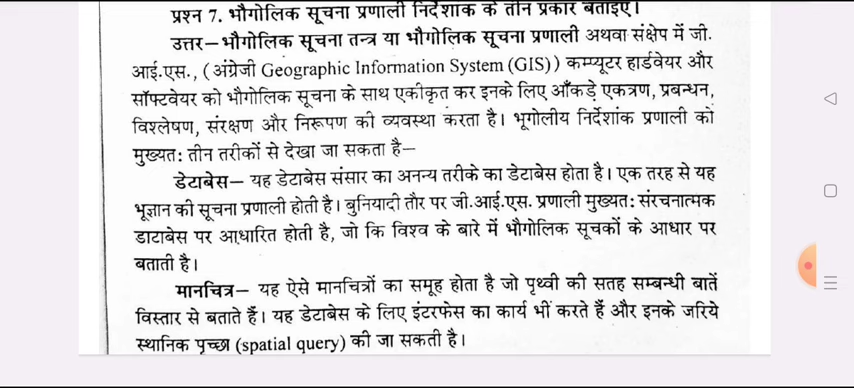 प्रश्न 7. भौगोलिक सूचना प्रणाली निर्देशांक के तीन प्रकार बताइए।
उत्तर—भौगोलिक सूचना तन्त्र या भौगोलिक सूचना प्रणाली अथवा संक्षेप में जी.
आई.एस., (अंग्रेजी Geographic Information System (GIS)) कम्प्यूटर हार्डवेयर और
सॉफ्टवेयर को भौगोलिक सूचना के साथ एकीकृत कर इनके लिए आँकड़े एकत्रण, प्रबन्धन,
विश्लेषण, संरक्षण और निरूपण की व्यवस्था करता है। भूगोलीय निर्देशांक प्रणाली को
मुख्यत: तीन तरीकों से देखा जा सकता है—
डेटाबेस— यह डेटाबेस संसार का अनन्य तरीके का डेटाबेस होता है। एक तरह से यह
भूज्ञान की सूचना प्रणाली होती है। बुनियादी तौर पर जी.आई.एस. प्रणाली मुख्यत: संरचनात्मक
डाटाबेस पर आधारित होती है, जो कि विश्व के बारे में भौगोलिक सूचकों के आधार पर
बताती है।
मानचित्र— यह ऐसे मानचित्रों का समूह होता है जो पृथ्वी की सतह सम्बन्धी बातें
विस्तार से बताते हैं। यह डेटाबेस के लिए इंटरफेस का कार्य भीं करते हैं और इनके जरिये
स्थानिक पृच्छा (spatial query) की जा सकती है।